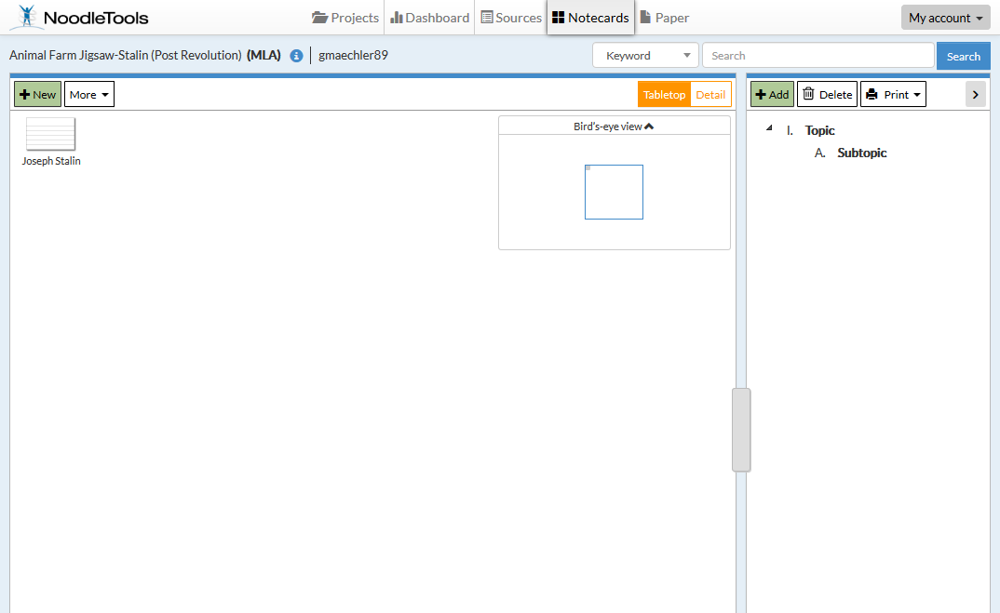 NoodleTools Projects Dashboard Sources Notecards Paper My account
Animal Farm Jigsaw-Stalin (Post Revolution) (MLA) i gmaechler89 Keyword Search Search
New More Tabletop Detail Add Delete Print
Bird's-eye view
Joseph Stalin
I. Topic
A. Subtopic